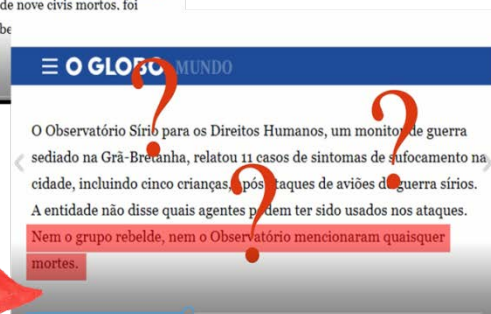 de nove civis mortos, foi
be
O GLOBO MUNDO
O Observatório Sírio para os Direitos Humanos, um monitor de guerra
sediado na Grã-Bretanha, relatou 11 casos de sintomas de sufocamento na
cidade, incluindo cinco crianças, após ataques de aviões de guerra sírios.
A entidade não disse quais agentes podem ter sido usados nos ataques.
Nem o grupo rebelde, nem o Observatório mencionaram quaisquer
mortes.
? ? ?